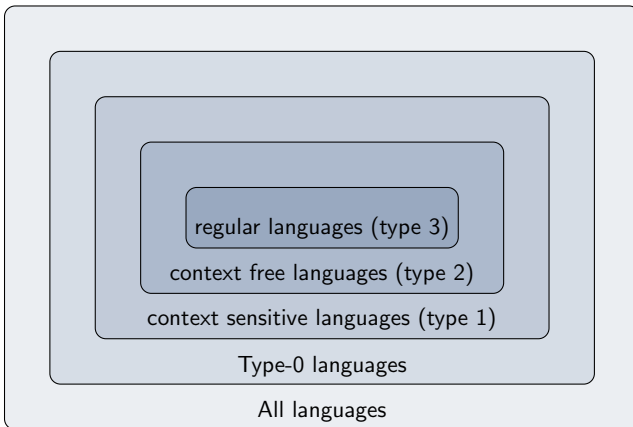 regular languages (type 3)
context free languages (type 2)
context sensitive languages (type 1)
Type-0 languages
All languages